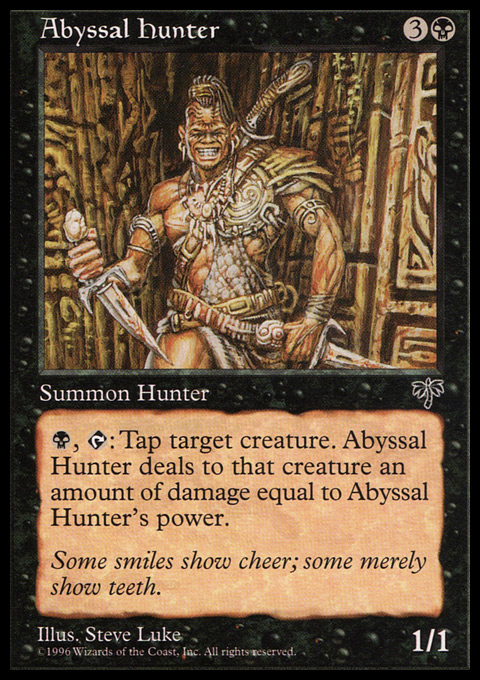 Abyssal Hunter 3
Summon Hunter
: Tap target creature. Abyssal
Hunter deals to that creature an
amount of damage equal to Abyssal
Hunter's power.
Some smiles show cheer; some merely
show teeth.
Illus. Steve Luke
©1996 Wizards of the Coast, Inc. All rights reserved.
1/1